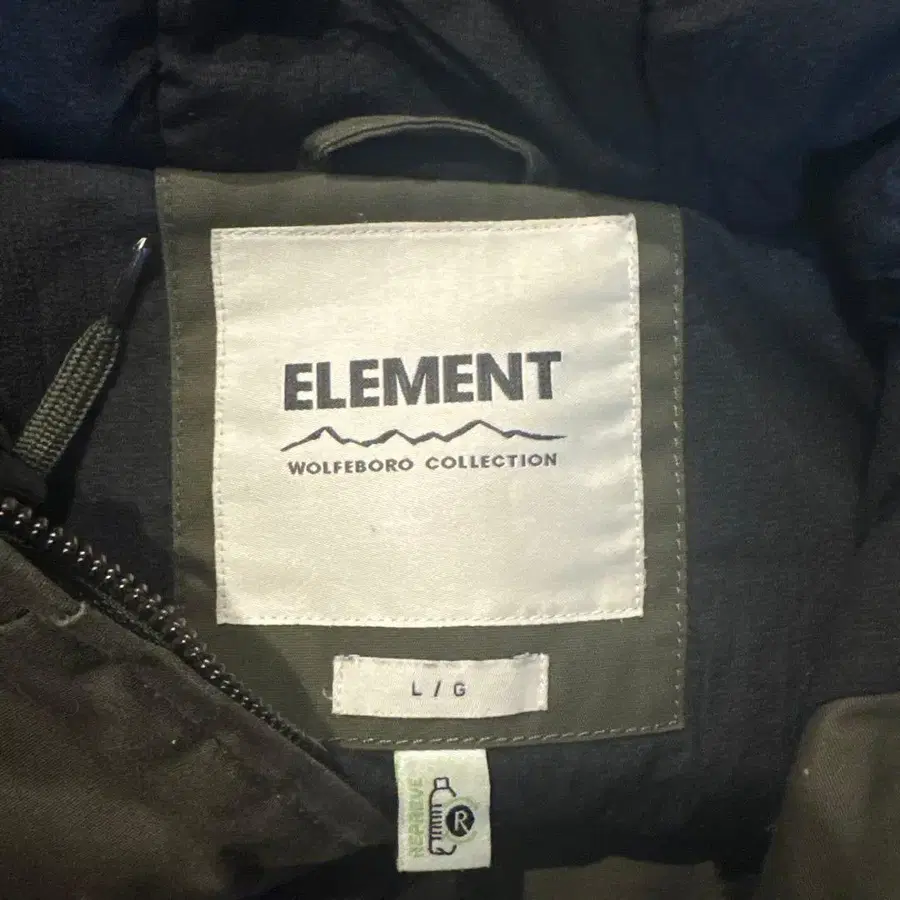 ELEMENT
WOLFEBORO COLLECTION
L / G
REPREVE
R